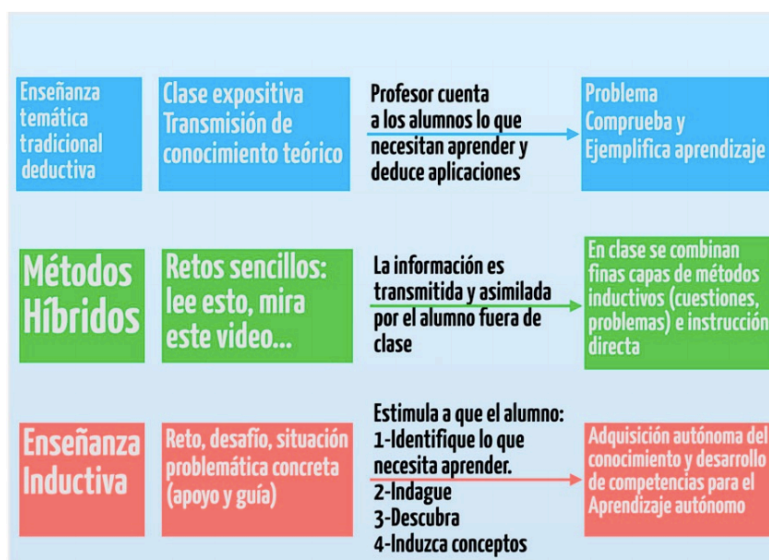 Enseñanza
temática
tradicional
deductiva
Clase expositiva
Transmisión de
conocimiento teórico
Profesor cuenta
a los alumnos lo que
necesitan aprender y
deduce aplicaciones
Problema
Comprueba y
Ejemplifica aprendizaje
Métodos
Híbridos
Retos sencillos:
lee esto, mira
este video...
La información es
transmitida y asimilada
por el alumno fuera de
clase
En clase se combinan
finas capas de métodos
inductivos (cuestiones,
problemas) e instrucción
directa
Enseñanza
Inductiva
Reto, desafío, situación
problemática concreta
(apoyo y guía)
Estimula a que el alumno:
1-Identifique lo que
necesita aprender.
2-Indague
3-Descubra
4-Induzca conceptos
Adquisición autónoma del
conocimiento y desarrollo
de competencias para el
Aprendizaje autónomo